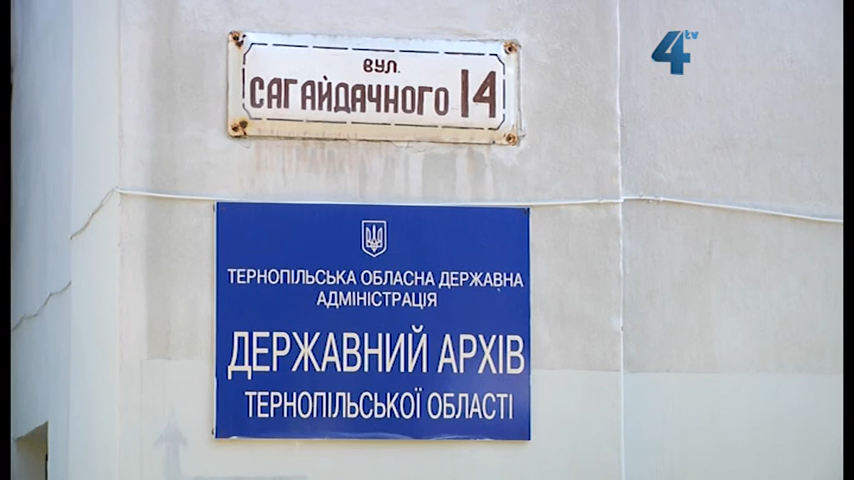 4tv
вул.
САГАЙДАЧНОГО 14
ТЕРНОПІЛЬСЬКА ОБЛАСНА ДЕРЖАВНА
АДМІНІСТРАЦІЯ
ДЕРЖАВНИЙ АРХІВ
ТЕРНОПІЛЬСЬКОЇ ОБЛАСТІ